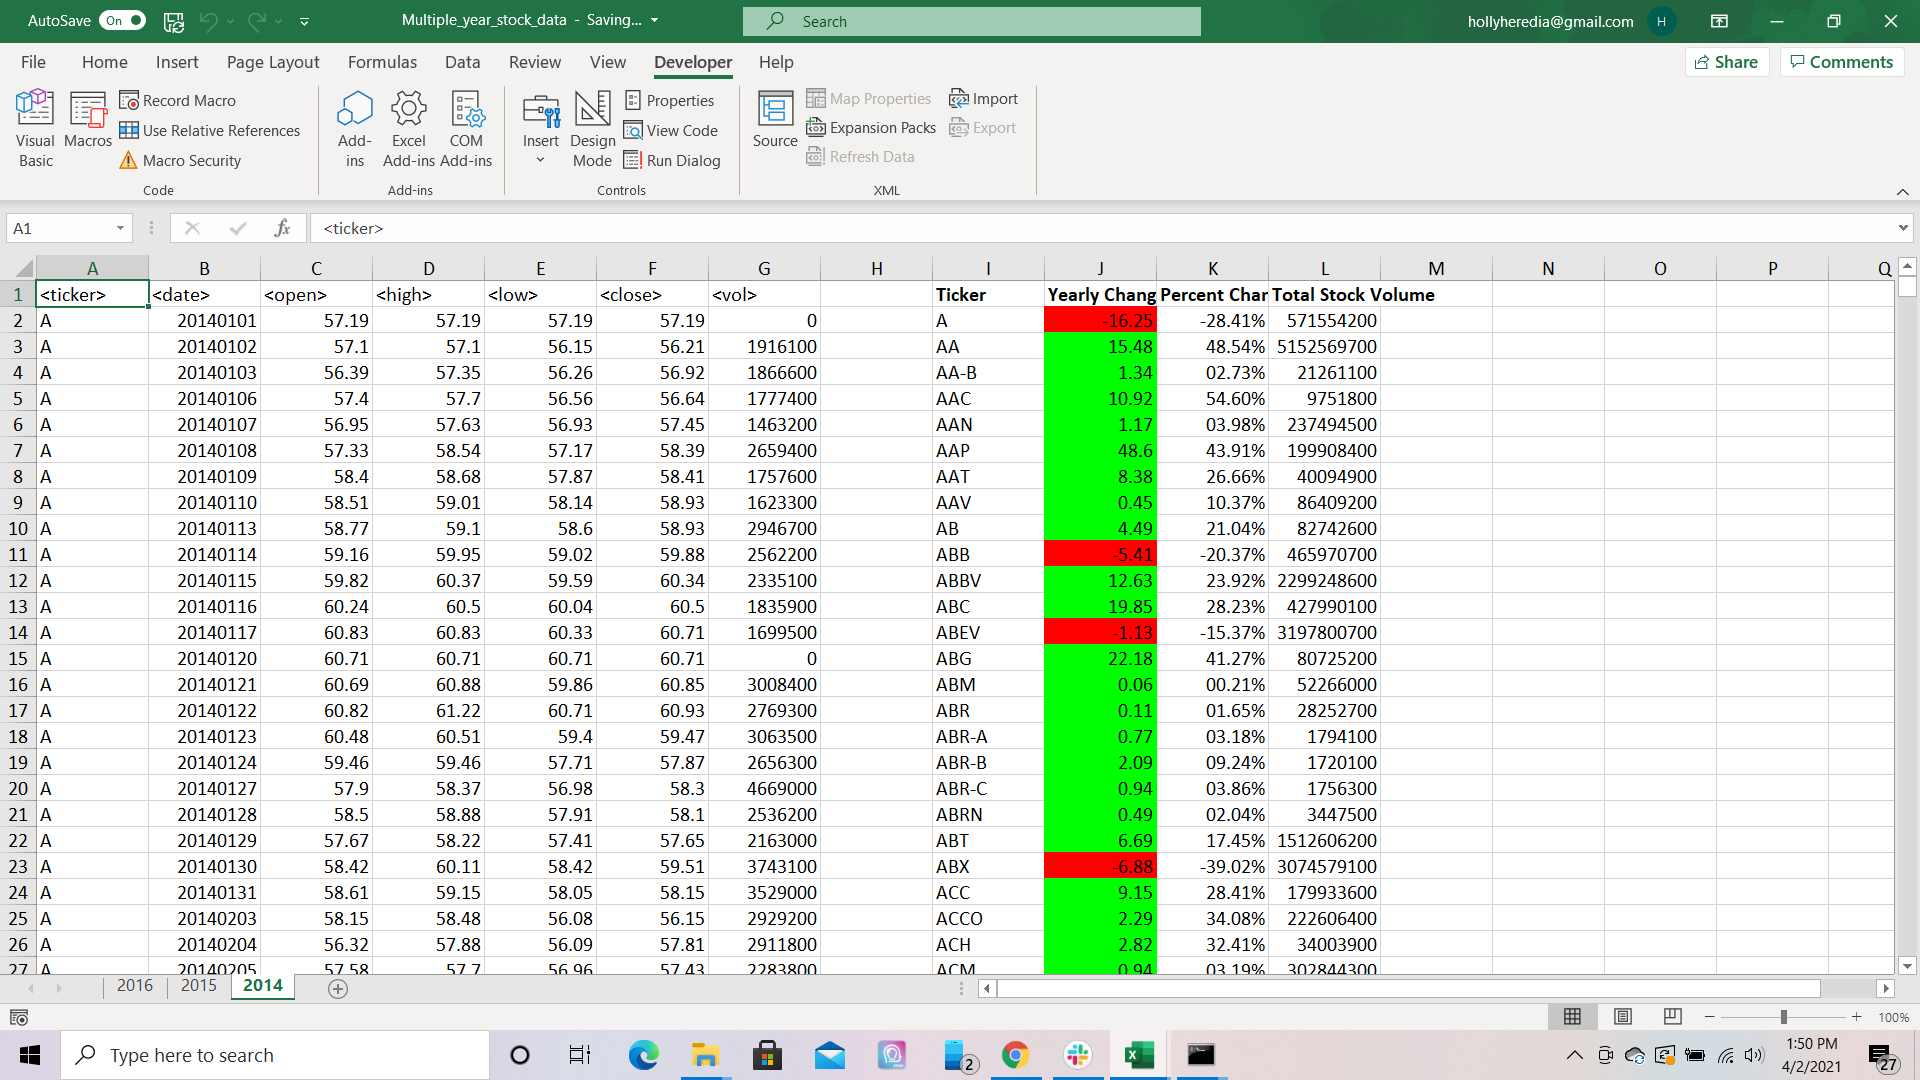 AutoSave On Multiple_year_stock_data - Saving... Search hollyheredia@gmail.com H
File Home Insert Page Layout Formulas Data Review View Developer Help Share Comments
Visual Basic
Macros
Record Macro
Use Relative References
Macro Security
Code
Add-ins
Excel Add-ins
COM Add-ins
Add-ins
Insert
Design Mode
Properties
View Code
Run Dialog
Controls
Source
Map Properties
Expansion Packs
Refresh Data
Import
Export
XML
A1 fx <ticker>
A B C D E F G H I J K L M N O P Q
1 <ticker> <date> <open> <high> <low> <close> <vol> Ticker Yearly Chang Percent Char Total Stock Volume
2 A 20140101 57.19 57.19 57.19 57.19 0 A -16.25 -28.41% 571554200
3 A 20140102 57.1 57.1 56.15 56.21 1916100 AA 15.48 48.54% 5152569700
4 A 20140103 56.39 57.35 56.26 56.92 1866600 AA-B 1.34 02.73% 21261100
5 A 20140106 57.4 57.7 56.56 56.64 1777400 AAC 10.92 54.60% 9751800
6 A 20140107 56.95 57.63 56.93 57.45 1463200 AAN 1.17 03.98% 237494500
7 A 20140108 57.33 58.54 57.17 58.39 2659400 AAP 48.6 43.91% 199908400
8 A 20140109 58.4 58.68 57.87 58.41 1757600 AAT 8.38 26.66% 40094900
9 A 20140110 58.51 59.01 58.14 58.93 1623300 AAV 0.45 10.37% 86409200
10 A 20140113 58.77 59.1 58.6 58.93 2946700 AB 4.49 21.04% 82742600
11 A 20140114 59.16 59.95 59.02 59.88 2562200 ABB -5.41 -20.37% 465970700
12 A 20140115 59.82 60.37 59.59 60.34 2335100 ABBV 12.63 23.92% 2299248600
13 A 20140116 60.24 60.5 60.04 60.5 1835900 ABC 19.85 28.23% 427990100
14 A 20140117 60.83 60.83 60.33 60.71 1699500 ABEV -1.13 -15.37% 3197800700
15 A 20140120 60.71 60.71 60.71 60.71 0 ABG 22.18 41.27% 80725200
16 A 20140121 60.69 60.88 59.86 60.85 3008400 ABM 0.06 00.21% 52266000
17 A 20140122 60.82 61.22 60.71 60.93 2769300 ABR 0.11 01.65% 28252700
18 A 20140123 60.48 60.51 59.4 59.47 3063500 ABR-A 0.77 03.18% 1794100
19 A 20140124 59.46 59.46 57.71 57.87 2656300 ABR-B 2.09 09.24% 1720100
20 A 20140127 57.9 58.37 56.98 58.3 4669000 ABR-C 0.94 03.86% 1756300
21 A 20140128 58.5 58.88 57.91 58.1 2536200 ABRN 0.49 02.04% 3447500
22 A 20140129 57.67 58.22 57.41 57.65 2163000 ABT 6.69 17.45% 1512606200
23 A 20140130 58.42 60.11 58.42 59.51 3743100 ABX -6.88 -39.02% 3074579100
24 A 20140131 58.61 59.15 58.05 58.15 3529000 ACC 9.15 28.41% 179933600
25 A 20140203 58.15 58.48 56.08 56.15 2929200 ACCO 2.29 34.08% 222606400
26 A 20140204 56.32 57.88 56.09 57.81 2911800 ACH 2.82 32.41% 34003900
27 A 20140205 57.58 57.7 56.96 57.43 2283800 ACM 0.94 03.19% 302844300
2016 2015 2014
100%
Type here to search
2
1:50 PM
4/2/2021
27